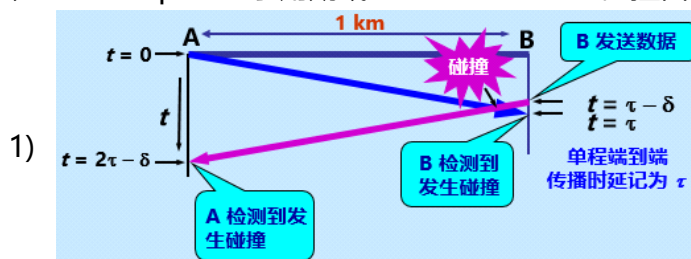 1 km
A
B
B 发送数据
t = 0
碰撞
t
t = τ − δ
t = τ
1)
t = 2τ − δ
B 检测到
发生碰撞
单程端到端
传播时延记为 τ
A 检测到发
生碰撞